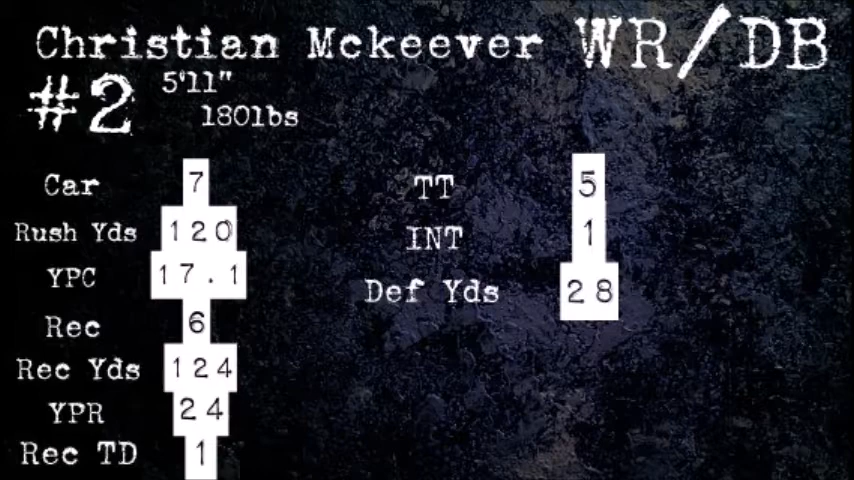 Christian Mckeever WR/DB
#2 5'11"
180lbs
Car 7
Rush Yds 120
YPC 17.1
Rec 6
Rec Yds 124
YPR 24
Rec TD 1
TT 5
INT 1
Def Yds 28